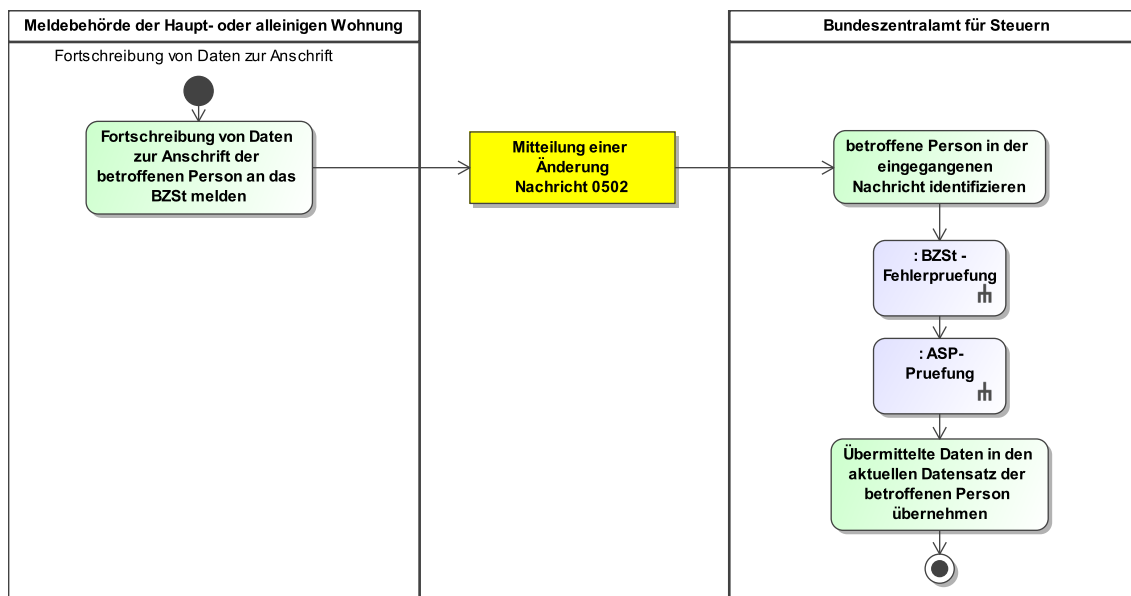 Meldebehörde der Haupt- oder alleinigen Wohnung
Fortschreibung von Daten zur Anschrift
Fortschreibung von Daten
zur Anschrift der
betroffenen Person an das
BZSt melden
Mitteilung einer
Änderung
Nachricht 0502
Bundeszentralamt für Steuern
betroffene Person in der
eingegangenen
Nachricht identifizieren
: BZSt -
Fehlerpruefung
: ASP-
Pruefung
Übermittelte Daten in den
aktuellen Datensatz der
betroffenen Person
übernehmen